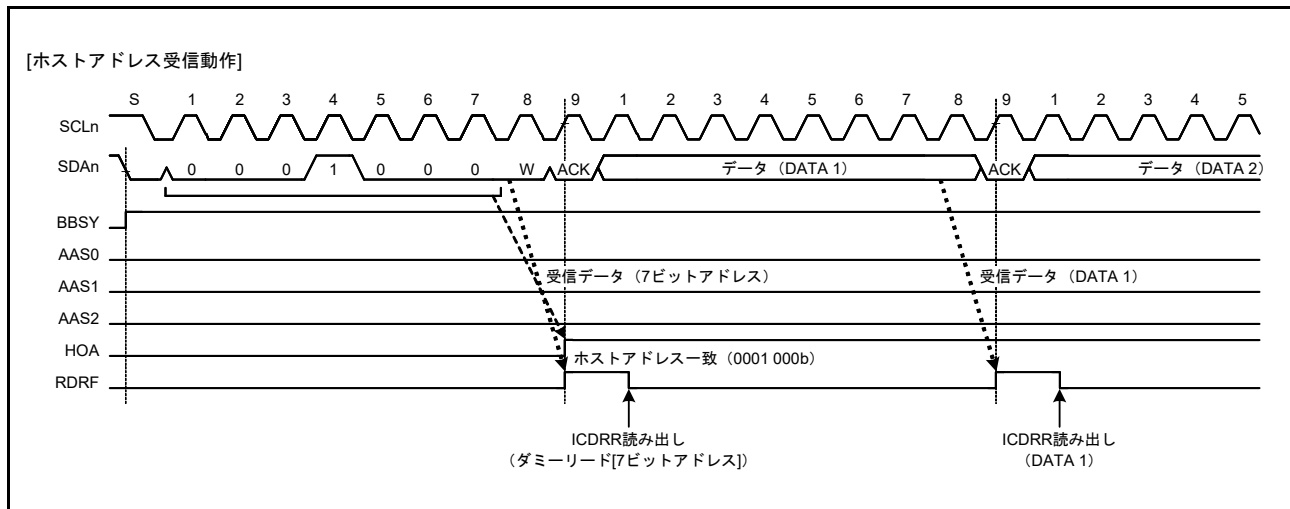 [ホストアドレス受信動作]
S 1 2 3 4 5 6 7 8 9 1 2 3 4 5 6 7 8 9 1 2 3 4 5
SCLn
SDAn 0 0 0 1 0 0 0 W ACK データ（DATA 1） ACK データ（DATA 2）
BBSY
AAS0
受信データ（7ビットアドレス） 受信データ（DATA 1）
AAS1
AAS2
HOA
ホストアドレス一致（0001 000b）
RDRF
ICDRR読み出し ICDRR読み出し
（ダミーリード[7ビットアドレス]） （DATA 1）